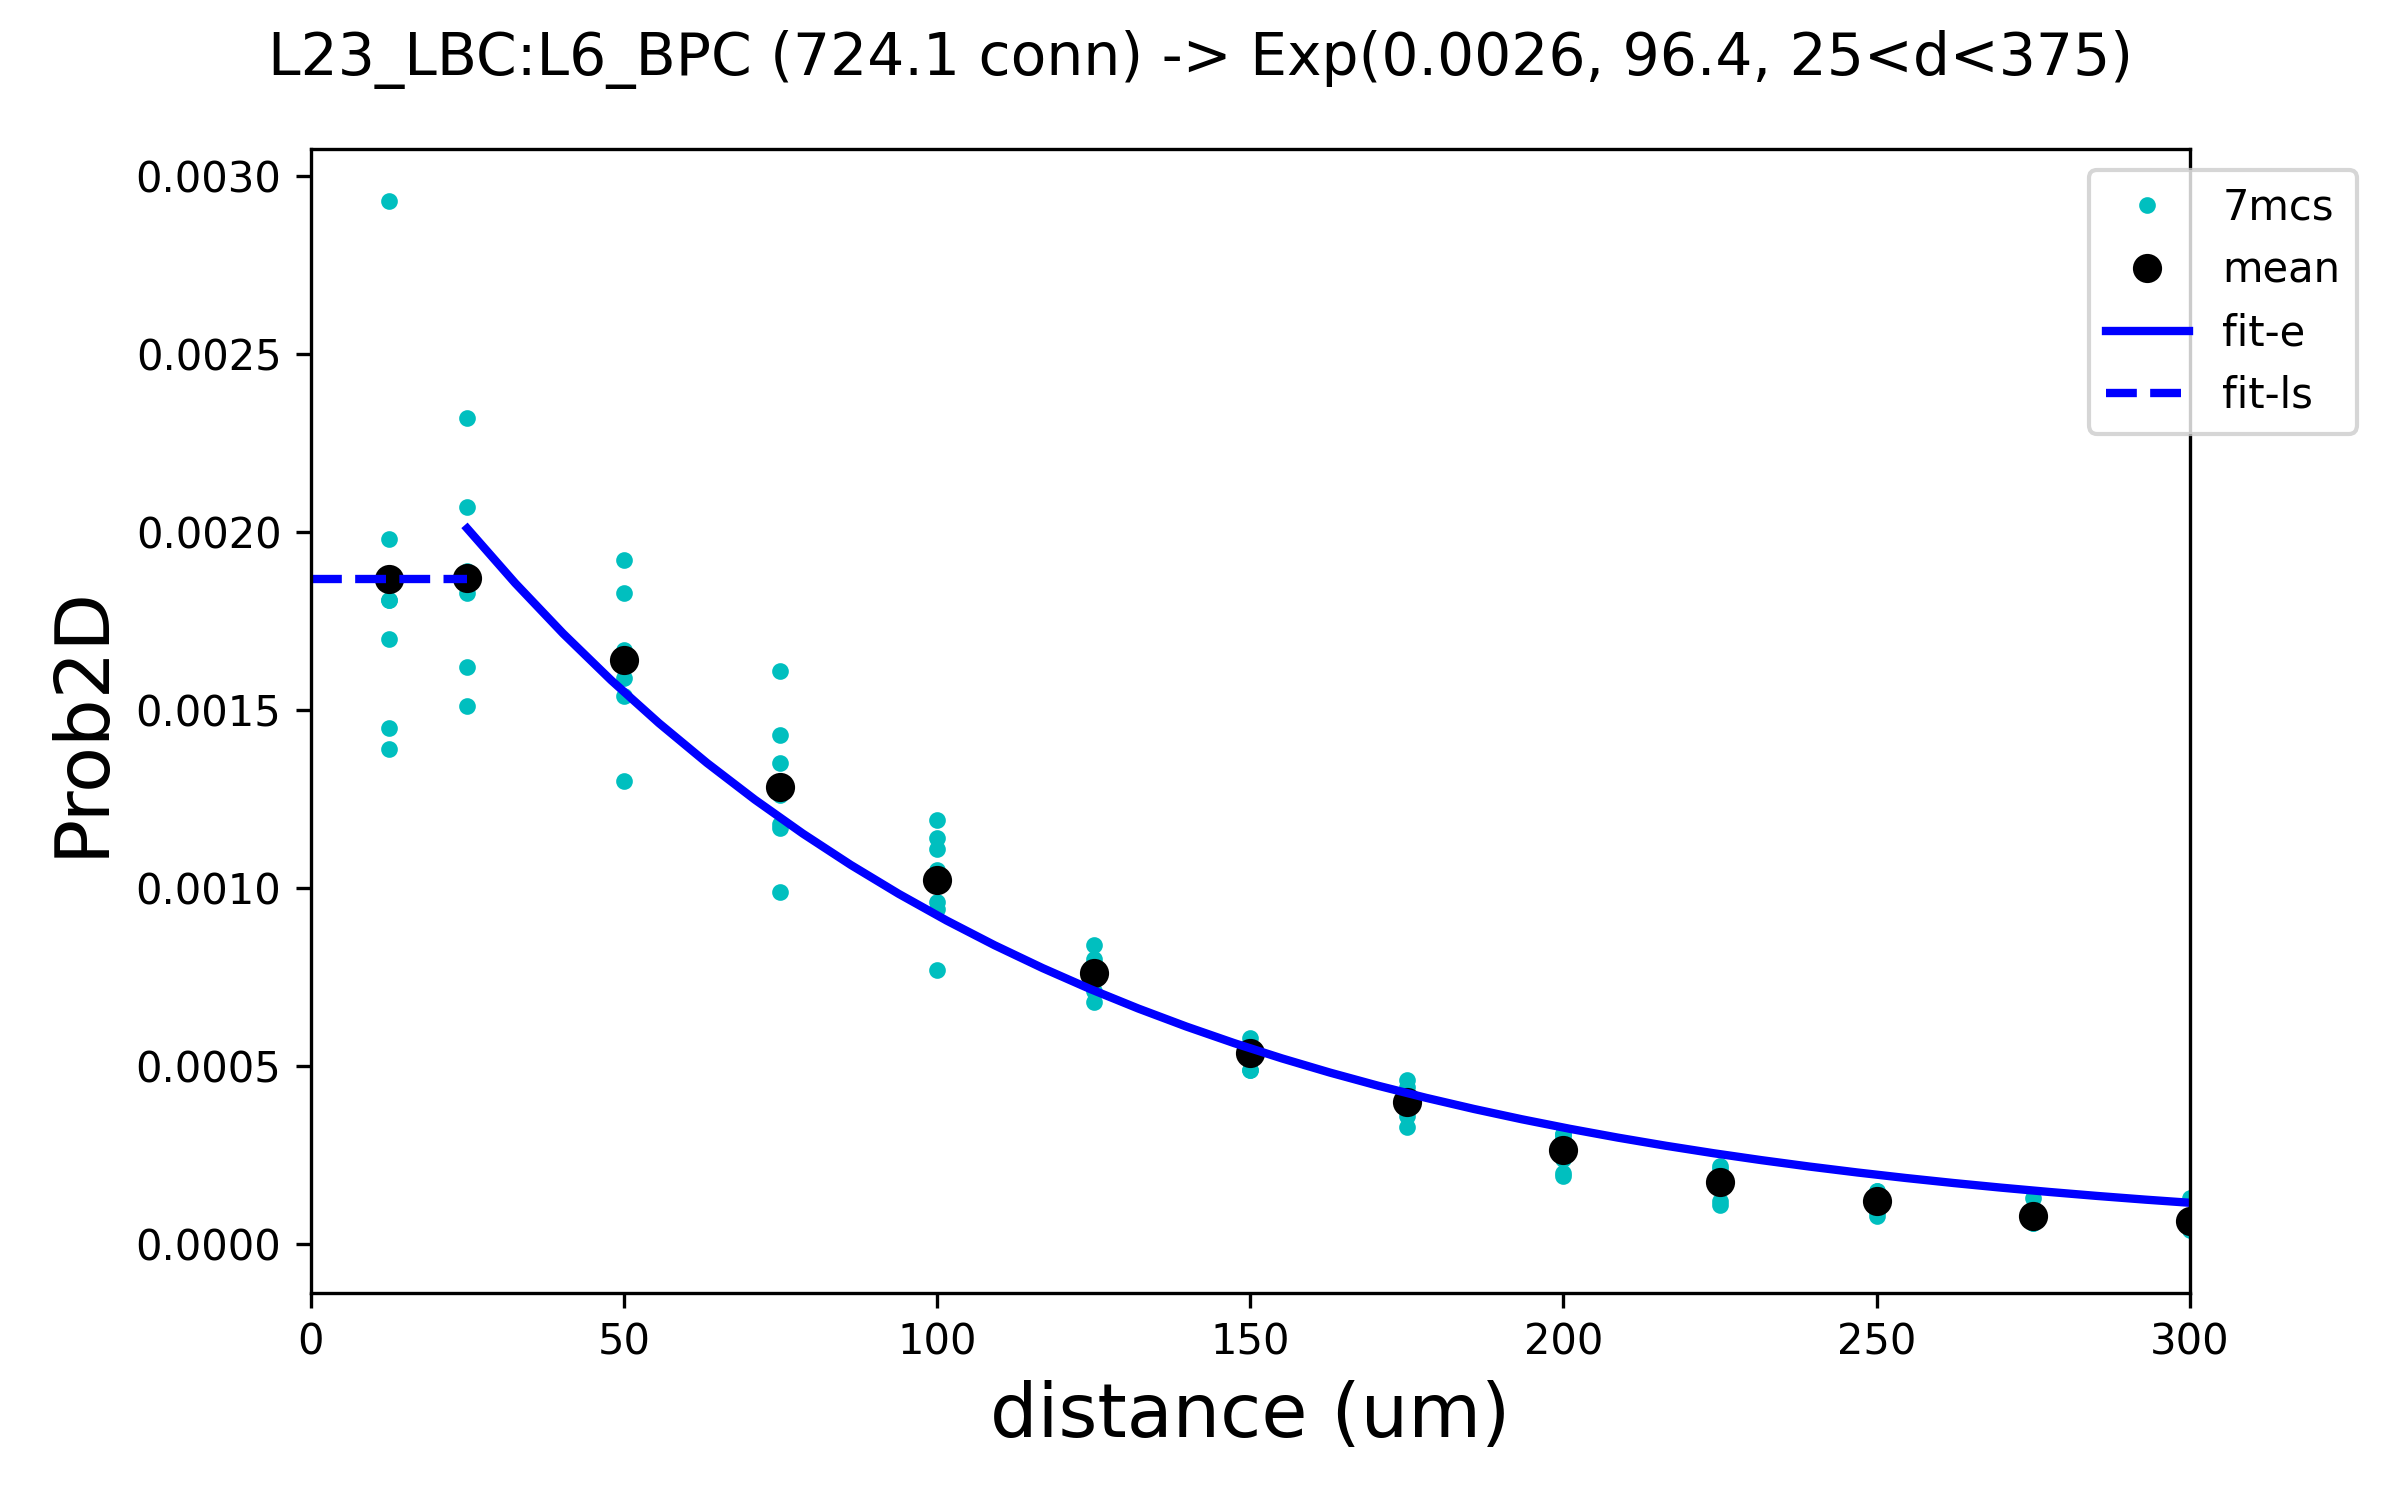 L23_LBC:L6_BPC (724.1 conn) -> Exp(0.0026, 96.4, 25<d<375)
0.0030
0.0025
0.0020
0.0015
0.0010
0.0005
0.0000
Prob2D
7mcs
mean
fit-e
fit-ls
0 50 100 150 200 250 300
distance (um)